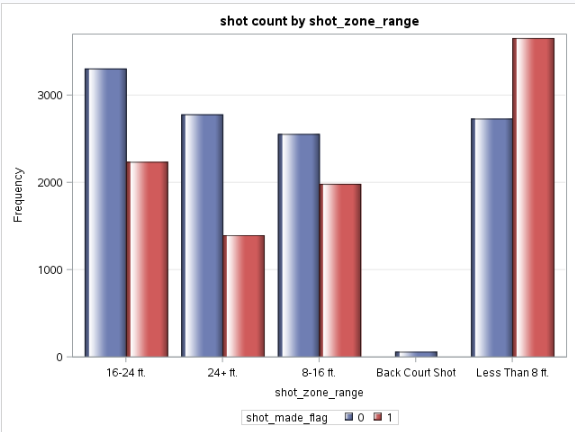 shot count by shot_zone_range
Frequency
3000
2000
1000
0
16-24 ft.
24+ ft.
8-16 ft.
Back Court Shot
Less Than 8 ft.
shot_zone_range
shot_made_flag 0 1